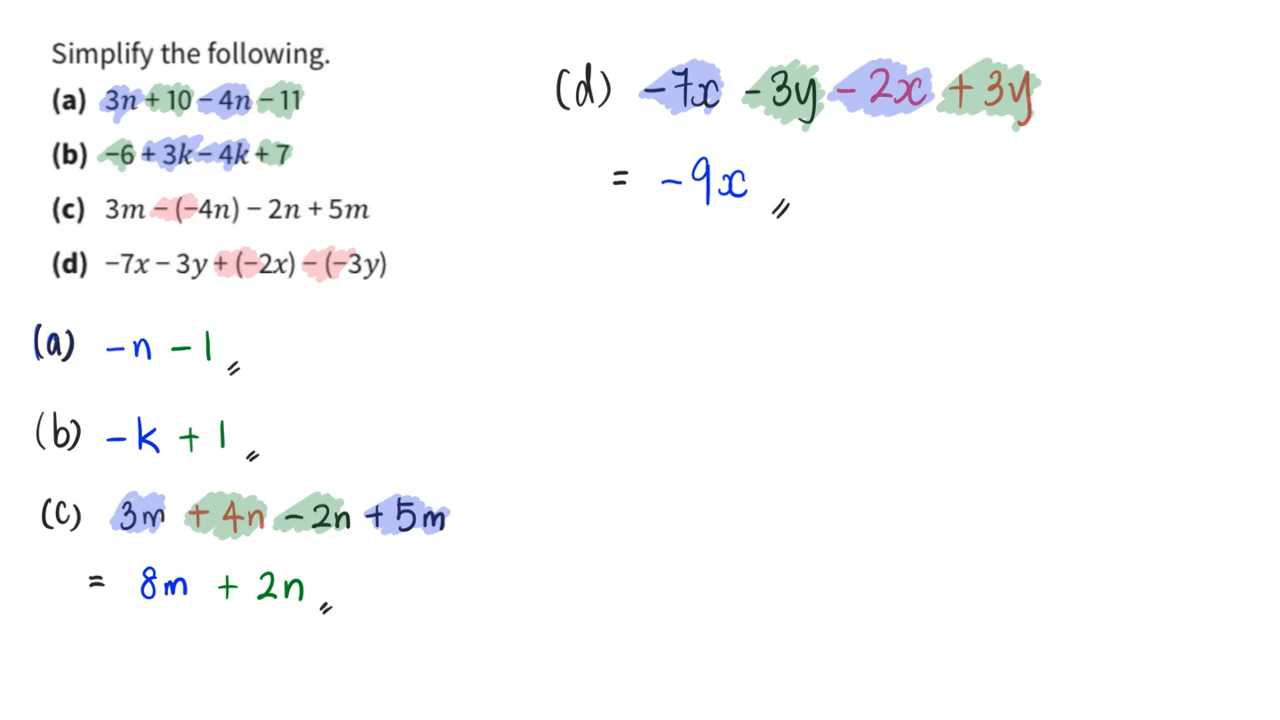 Simplify the following.
(a) 3n + 10 − 4n − 11
(b) −6 + 3k − 4k + 7
(c) 3m − (−4n) − 2n + 5m
(d) −7x − 3y + (−2x) − (−3y)
(a) -n - 1
(b) -k + 1
(c) 3m + 4n - 2n + 5m
= 8m + 2n
(d) -7x - 3y - 2x + 3y
= -9x